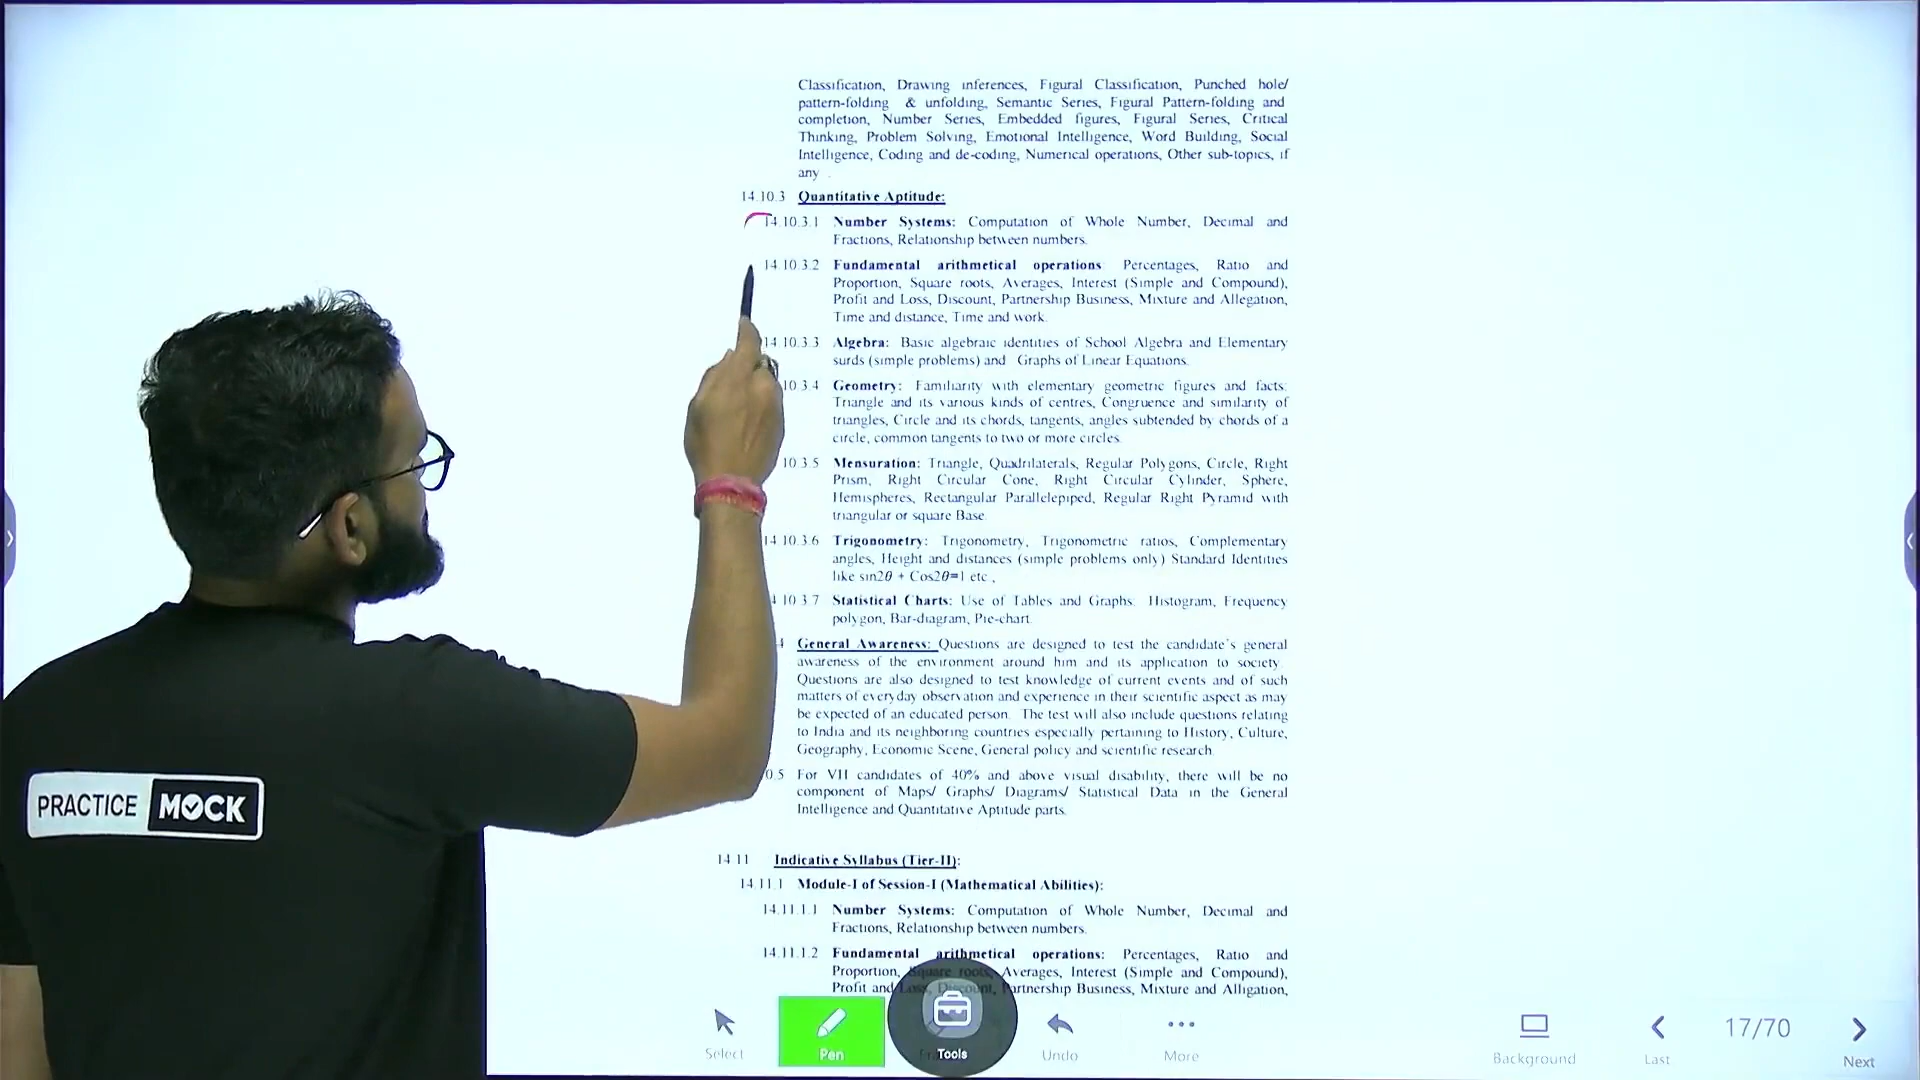 Classification, Drawing inferences, Figural Classification, Punched hole/
pattern-folding & unfolding, Semantic Series, Figural Pattern-folding and
completion, Number Series, Embedded figures, Figural Series, Critical
Thinking, Problem Solving, Emotional Intelligence, Word Building, Social
Intelligence, Coding and de-coding, Numerical operations, Other sub-topics, if
any .
14.10.3 Quantitative Aptitude:
14.10.3.1 Number Systems: Computation of Whole Number, Decimal and
Fractions, Relationship between numbers.
14.10.3.2 Fundamental arithmetical operations Percentages, Ratio and
Proportion, Square roots, Averages, Interest (Simple and Compound),
Profit and Loss, Discount, Partnership Business, Mixture and Allegation,
Time and distance, Time and work.
14.10.3.3 Algebra: Basic algebraic identities of School Algebra and Elementary
surds (simple problems) and Graphs of Linear Equations.
10.3.4 Geometry: Familiarity with elementary geometric figures and facts:
Triangle and its various kinds of centres, Congruence and similarity of
triangles, Circle and its chords, tangents, angles subtended by chords of a
circle, common tangents to two or more circles.
10.3.5 Mensuration: Triangle, Quadrilaterals, Regular Polygons, Circle, Right
Prism, Right Circular Cone, Right Circular Cylinder, Sphere,
Hemispheres, Rectangular Parallelepiped, Regular Right Pyramid with
triangular or square Base.
14.10.3.6 Trigonometry: Trigonometry, Trigonometric ratios, Complementary
angles, Height and distances (simple problems only) Standard Identities
like sin2θ + Cos2θ=1 etc.,
10.3.7 Statistical Charts: Use of Tables and Graphs: Histogram, Frequency
polygon, Bar-diagram, Pie-chart.
4 General Awareness: Questions are designed to test the candidate's general
awareness of the environment around him and its application to society.
Questions are also designed to test knowledge of current events and of such
matters of everyday observation and experience in their scientific aspect as may
be expected of an educated person. The test will also include questions relating
to India and its neighboring countries especially pertaining to History, Culture,
Geography, Economic Scene, General policy and scientific research.
0.5 For VH candidates of 40% and above visual disability, there will be no
component of Maps/ Graphs/ Diagrams/ Statistical Data in the General
Intelligence and Quantitative Aptitude parts.
14.11 Indicative Syllabus (Tier-II):
14.11.1 Module-I of Session-I (Mathematical Abilities):
14.11.1.1 Number Systems: Computation of Whole Number, Decimal and
Fractions, Relationship between numbers.
14.11.1.2 Fundamental arithmetical operations: Percentages, Ratio and
Proportion, Square roots, Averages, Interest (Simple and Compound),
Profit and Loss, Discount, Partnership Business, Mixture and Alligation,
PRACTICE MOCK
Select
Pen
Tools
Undo
More
Background
Last
17/70
Next